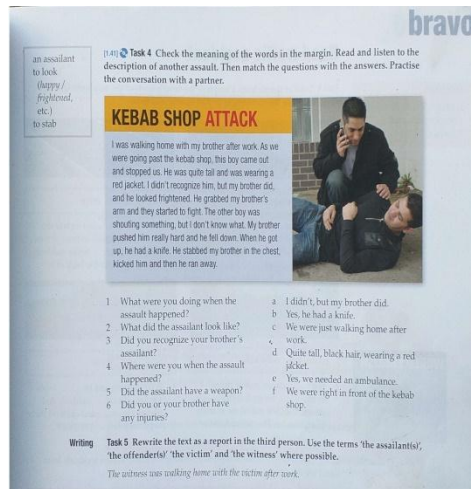 bravo
an assailant
to look
(happy /
frightened,
etc.)
to stab
[1.41] Task 4 Check the meaning of the words in the margin. Read and listen to the
description of another assault. Then match the questions with the answers. Practise
the conversation with a partner.
KEBAB SHOP ATTACK
I was walking home with my brother after work. As we
were going past the kebab shop, this boy came out
and stopped us. He was quite tall and was wearing a
red jacket. I didn't recognize him, but my brother did,
and he looked frightened. He grabbed my brother's
arm and they started to fight. The other boy was
shouting something, but I don't know what. My brother
pushed him really hard and he fell down. When he got
up, he had a knife. He stabbed my brother in the chest,
kicked him and then he ran away.
1 What were you doing when the
assault happened?
2 What did the assailant look like?
3 Did you recognize your brother's
assailant?
4 Where were you when the assault
happened?
5 Did the assailant have a weapon?
6 Did you or your brother have
any injuries?
a I didn't, but my brother did.
b Yes, he had a knife.
c We were just walking home after
work.
d Quite tall, black hair, wearing a red
jacket.
e Yes, we needed an ambulance.
f We were right in front of the kebab
shop.
Writing Task 5 Rewrite the text as a report in the third person. Use the terms 'the assailant(s)',
'the offender(s)' 'the victim' and 'the witness' where possible.
The witness was walking home with the victim after work.